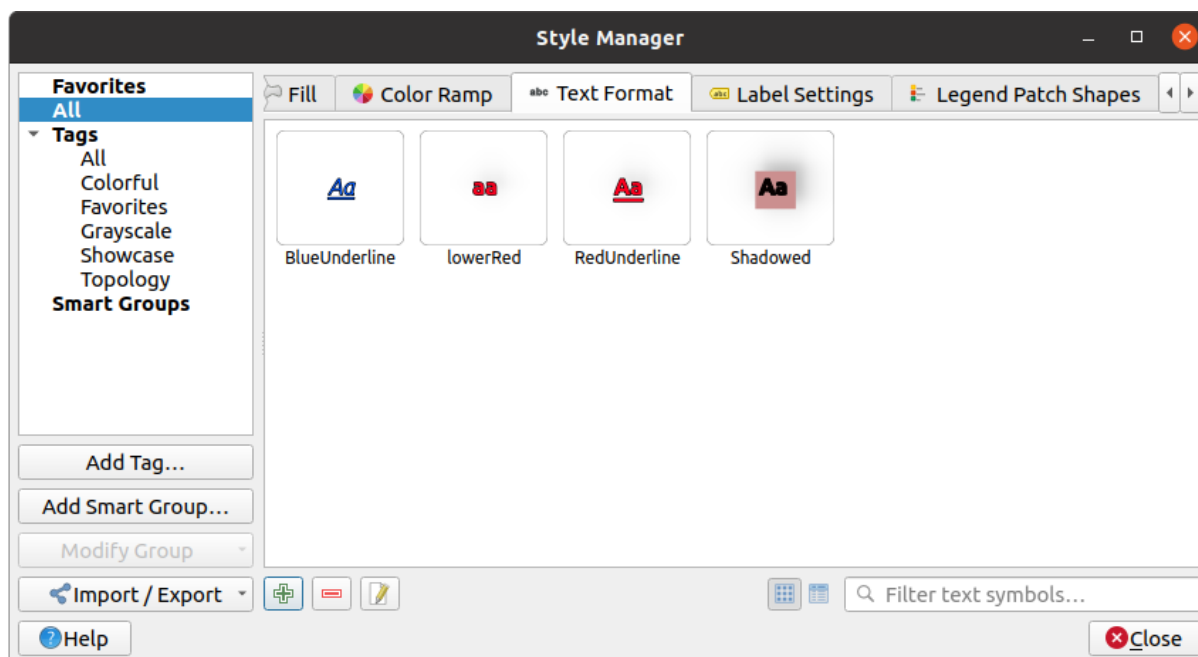 Style Manager
Favorites
All
Tags
All
Colorful
Favorites
Grayscale
Showcase
Topology
Smart Groups
Add Tag…
Add Smart Group…
Modify Group
Import / Export
Help
Fill
Color Ramp
abc Text Format
abc Label Settings
Legend Patch Shapes
Aa
BlueUnderline
aa
lowerRed
Aa
RedUnderline
Aa
Shadowed
Filter text symbols…
Close